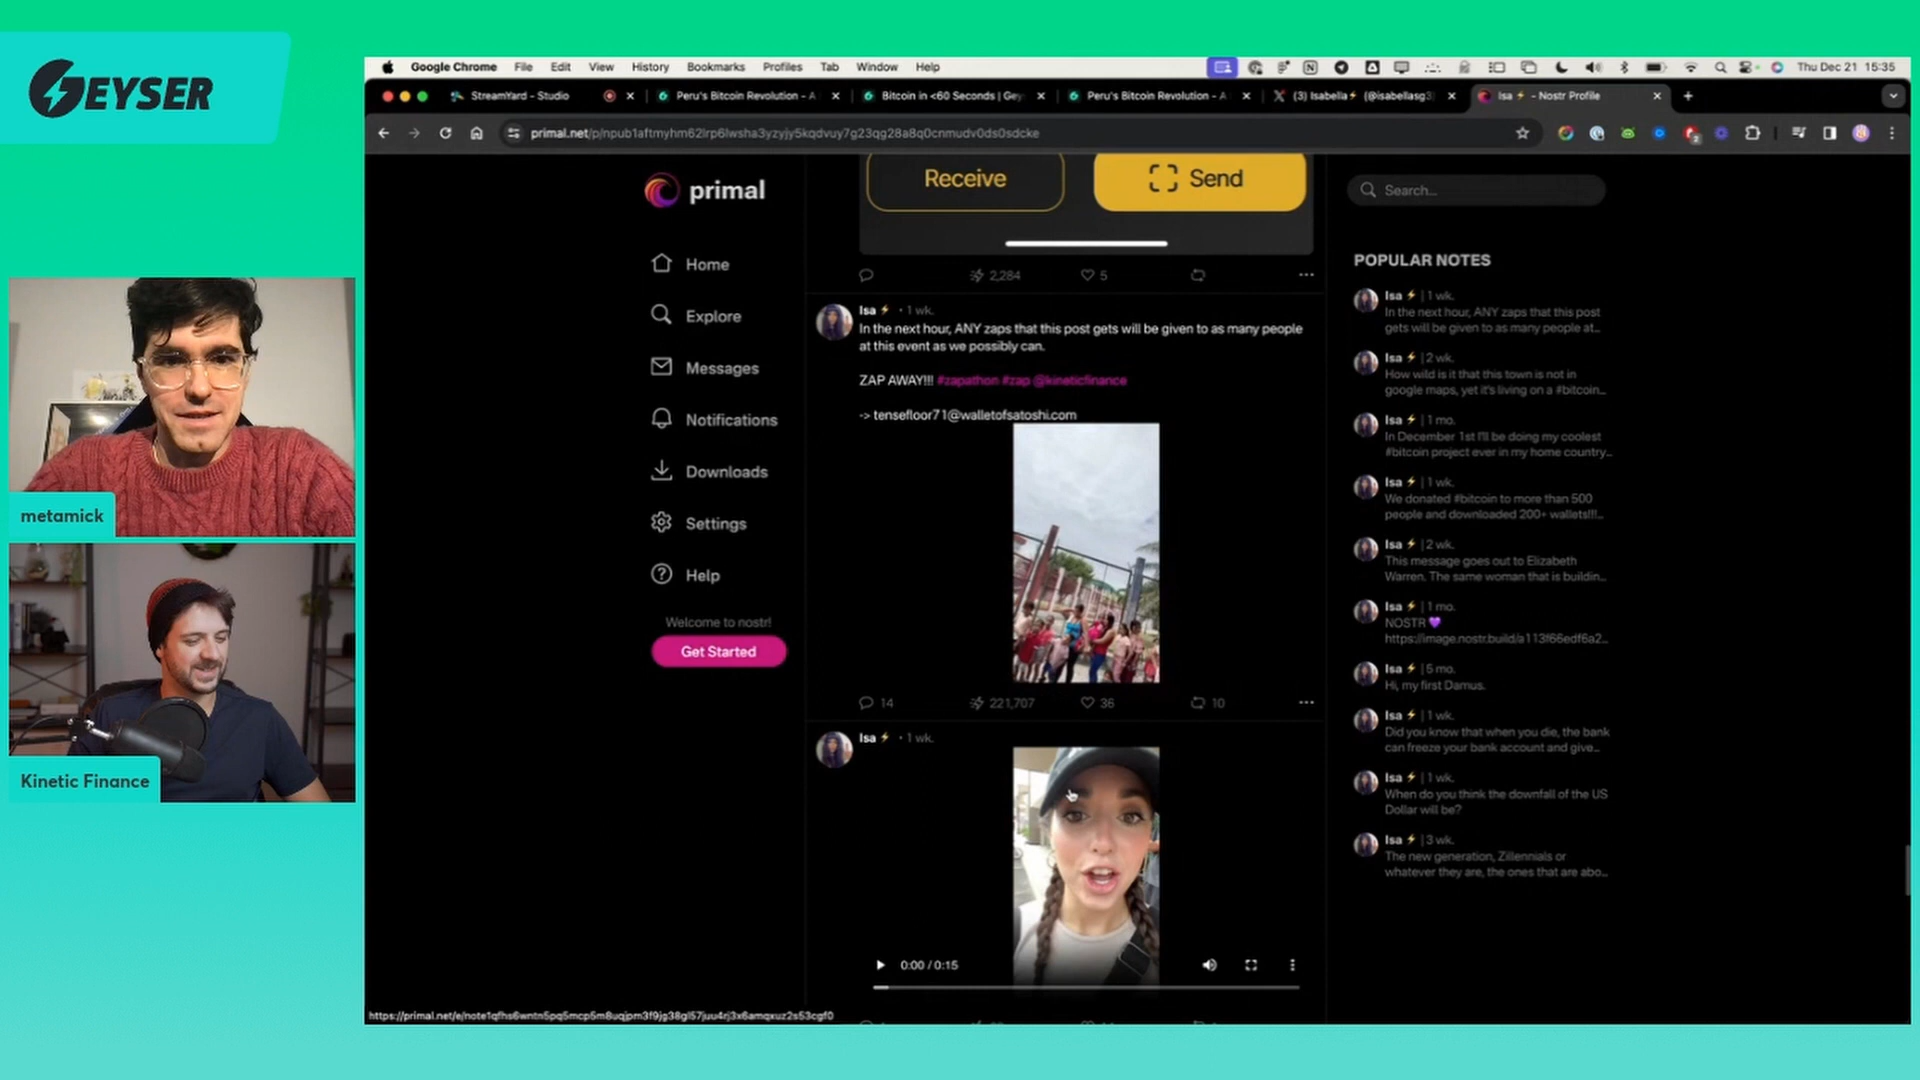 GEYSER
metamick
Kinetic Finance
Google Chrome File Edit View History Bookmarks Profiles Tab Window Help
Thu Dec 21 15:35
StreamYard - Studio
Peru's Bitcoin Revolution - A
Bitcoin in <60 Seconds | Gey
Peru's Bitcoin Revolution - A
(3) Isabella⚡ (@isabellasg3
Isa ⚡ - Nostr Profile
primal.net/p/npub1aftmyhm62lrp6lwsha3yzyjy5kqdvuy7g23qg28a8q0cnmudv0ds0sdcke
primal
Home
Explore
Messages
Notifications
Downloads
Settings
Help
Welcome to nostr!
Get Started
Receive
Send
2,284
5
Isa ⚡ · 1 wk.
In the next hour, ANY zaps that this post gets will be given to as many people
at this event as we possibly can.
ZAP AWAY!!! #zapathon #zap @kineticfinance
-> tensefloor71@walletofsatoshi.com
14
221,707
36
10
Isa ⚡ · 1 wk.
0:00 / 0:15
Search...
POPULAR NOTES
Isa ⚡ | 1 wk.
In the next hour, ANY zaps that this post
gets will be given to as many people at...
Isa ⚡ | 2 wk.
How wild is it that this town is not in
google maps, yet it's living on a #bitcoin...
Isa ⚡ | 1 mo.
In December 1st I'll be doing my coolest
#bitcoin project ever in my home country...
Isa ⚡ | 1 wk.
We donated #bitcoin to more than 500
people and downloaded 200+ wallets!!!...
Isa ⚡ | 2 wk.
This message goes out to Elizabeth
Warren. The same woman that is buildin...
Isa ⚡ | 1 mo.
NOSTR 💜
https://image.nostr.build/a113f66edf6a2...
Isa ⚡ | 5 mo.
Hi, my first Damus.
Isa ⚡ | 1 wk.
Did you know that when you die, the bank
can freeze your bank account and give...
Isa ⚡ | 1 wk.
When do you think the downfall of the US
Dollar will be?
Isa ⚡ | 3 wk.
The new generation, Zillennials or
whatever they are, the ones that are abo...
https://primal.net/e/note1qfhs6wntn5pq5mcp5m8uqjpm3f9jg38gl57juu4rj3x6amqxuz2s53cgf0